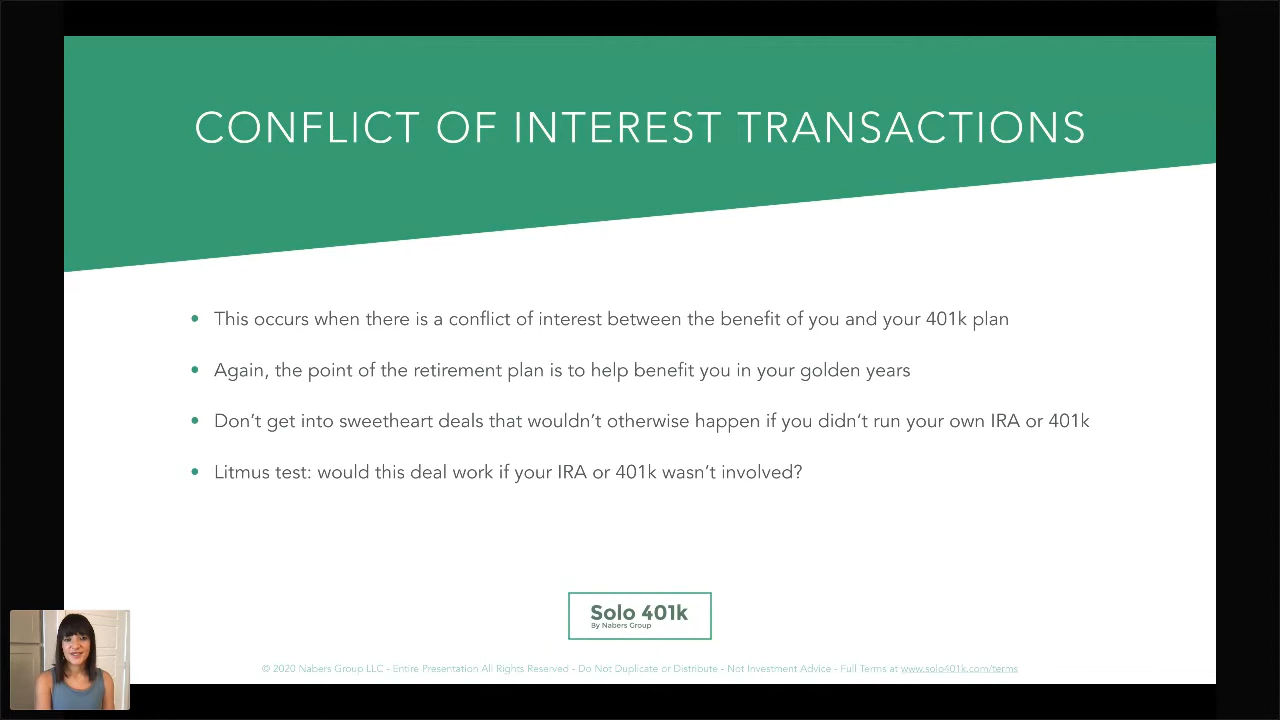 CONFLICT OF INTEREST TRANSACTIONS
• This occurs when there is a conflict of interest between the benefit of you and your 401k plan
• Again, the point of the retirement plan is to help benefit you in your golden years
• Don’t get into sweetheart deals that wouldn’t otherwise happen if you didn’t run your own IRA or 401k
• Litmus test: would this deal work if your IRA or 401k wasn’t involved?
Solo 401k
By Nabers Group
© 2020 Nabers Group LLC - Entire Presentation All Rights Reserved - Do Not Duplicate or Distribute - Not Investment Advice - Full Terms at www.solo401k.com/terms